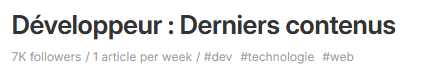 Développeur : Derniers contenus
7K followers / 1 article per week / #dev #technologie #web